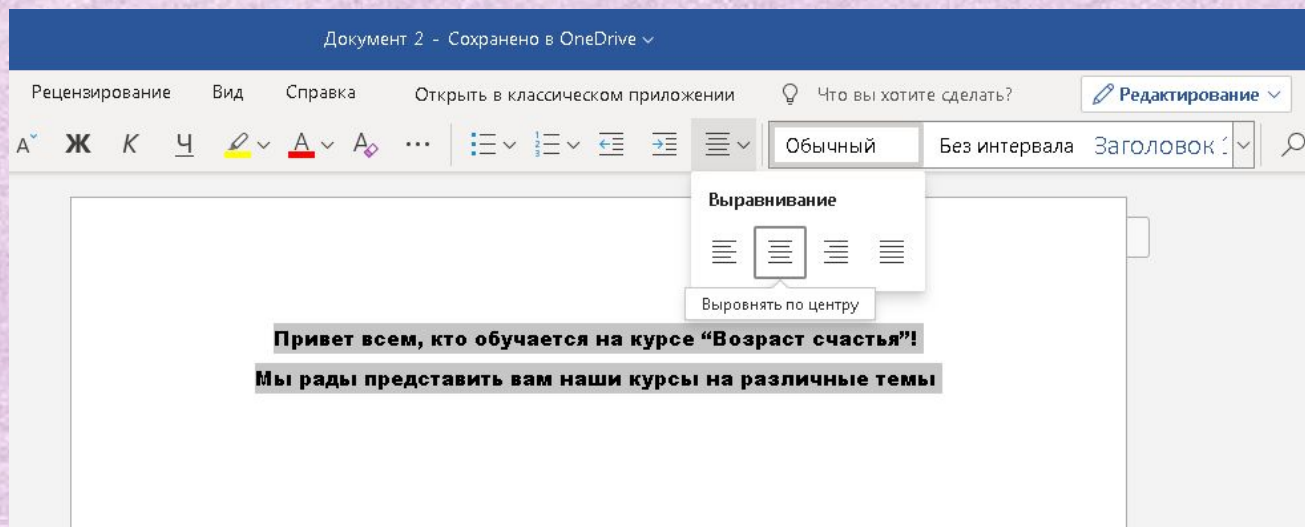 Документ 2 - Сохранено в OneDrive
Рецензирование Вид Справка Открыть в классическом приложении Что вы хотите сделать? Редактирование
А Ж К Ч А А ... Обычный Без интервала Заголовок 1
Выравнивание
Выровнять по центру
Привет всем, кто обучается на курсе “Возраст счастья”!
Мы рады представить вам наши курсы на различные темы